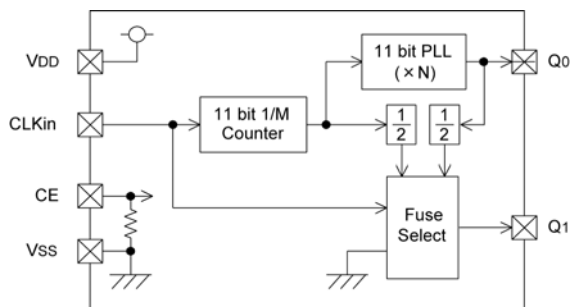 VDD
11 bit PLL
(×N)
Q0
CLKin
11 bit 1/M
Counter
1
2
1
2
CE
Fuse
Select
Q1
VSS